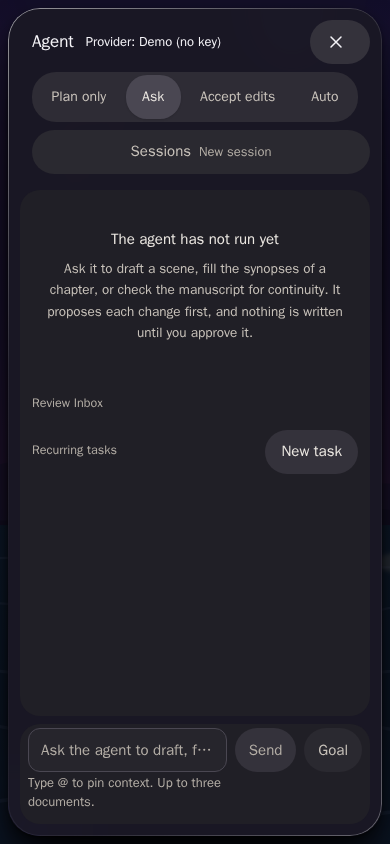 Agent Provider: Demo (no key)
Plan only Ask Accept edits Auto
Sessions New session
The agent has not run yet
Ask it to draft a scene, fill the synopses of a
chapter, or check the manuscript for continuity. It
proposes each change first, and nothing is written
until you approve it.
Review Inbox
Recurring tasks New task
Ask the agent to draft, f⋯ Send Goal
Type @ to pin context. Up to three
documents.